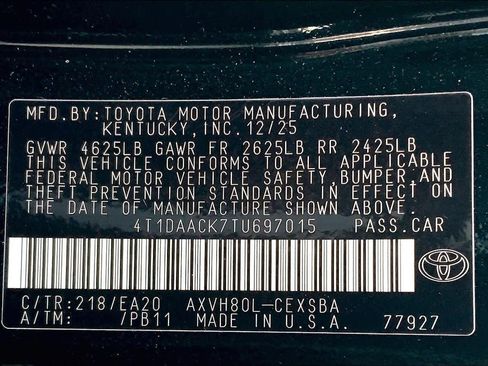 MFD.BY:TOYOTA MOTOR MANUFACTURING,
KENTUCKY,INC.12/25
GVWR 4625LB GAWR FR 2625LB RR 2425LB
THIS VEHICLE CONFORMS TO ALL APPLICABLE
FEDERAL MOTOR VEHICLE SAFETY,BUMPER,AND
THEFT PREVENTION STANDARDS IN EFFECT ON
THE DATE OF MANUFACTURE SHOWN ABOVE.
4T1DAACK7TU697015 PASS.CAR
C/TR:218/EA20 AXVH80L-CEXSBA
A/TM: /PB11 MADE IN U.S.A. 77927